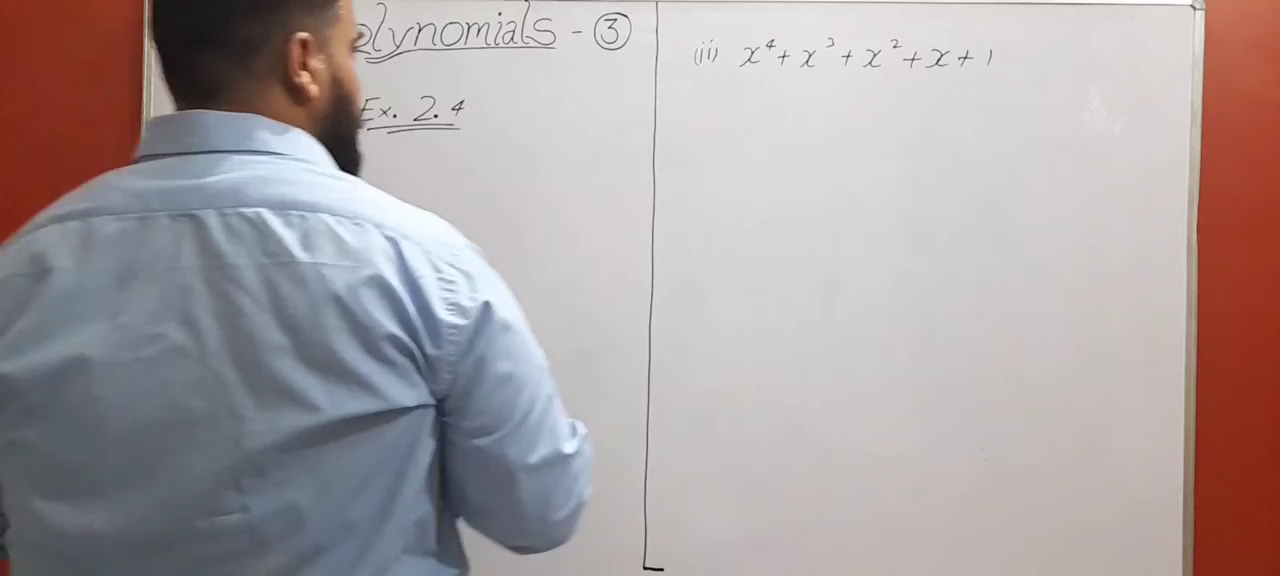 olynomials - ③
Ex. 2.4
(ii) x⁴ + x³ + x² + x + 1